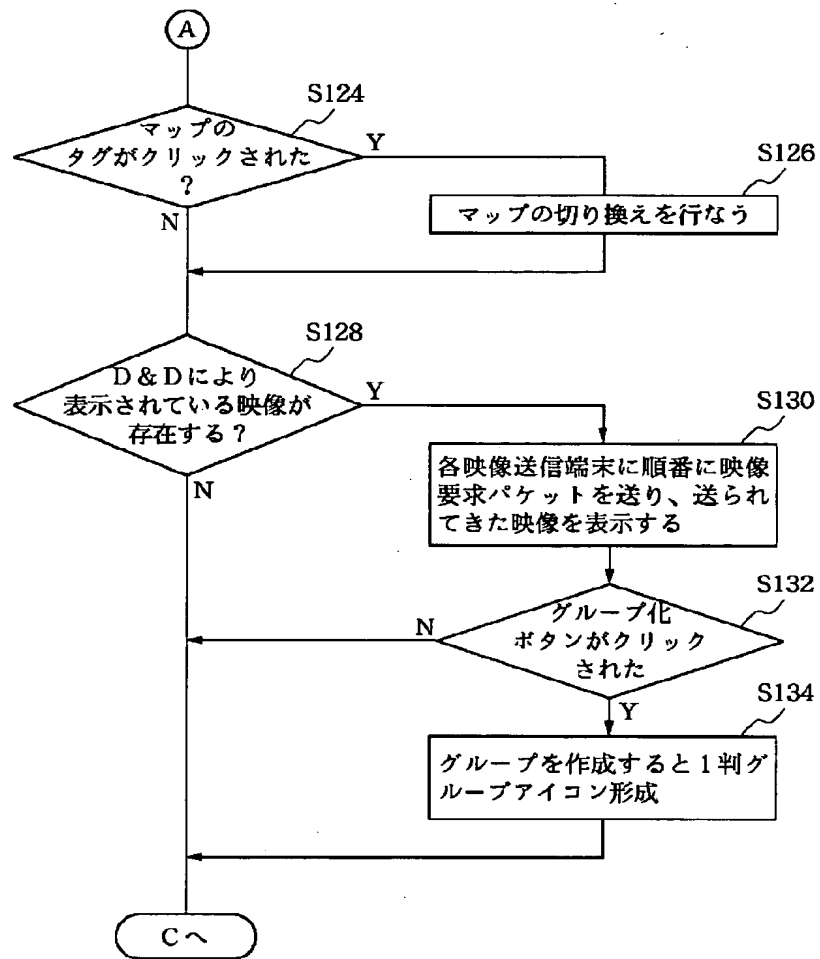 A
S124
マップの
タグがクリックされた
?
Y
N
S126
マップの切り換えを行なう
S128
D&Dにより
表示されている映像が
存在する?
Y
N
S130
各映像送信端末に順番に映像
要求パケットを送り、送られ
てきた映像を表示する
S132
グループ化
ボタンがクリック
された
N
Y
S134
グループを作成すると1判グ
ループアイコン形成
Cへ